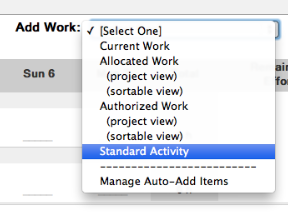 Add Work: ✓ [Select One]
Current Work
Allocated Work
(project view)
(sortable view)
Authorized Work
(project view)
(sortable view)
Standard Activity
--------------------------
Manage Auto-Add Items
Sun 6